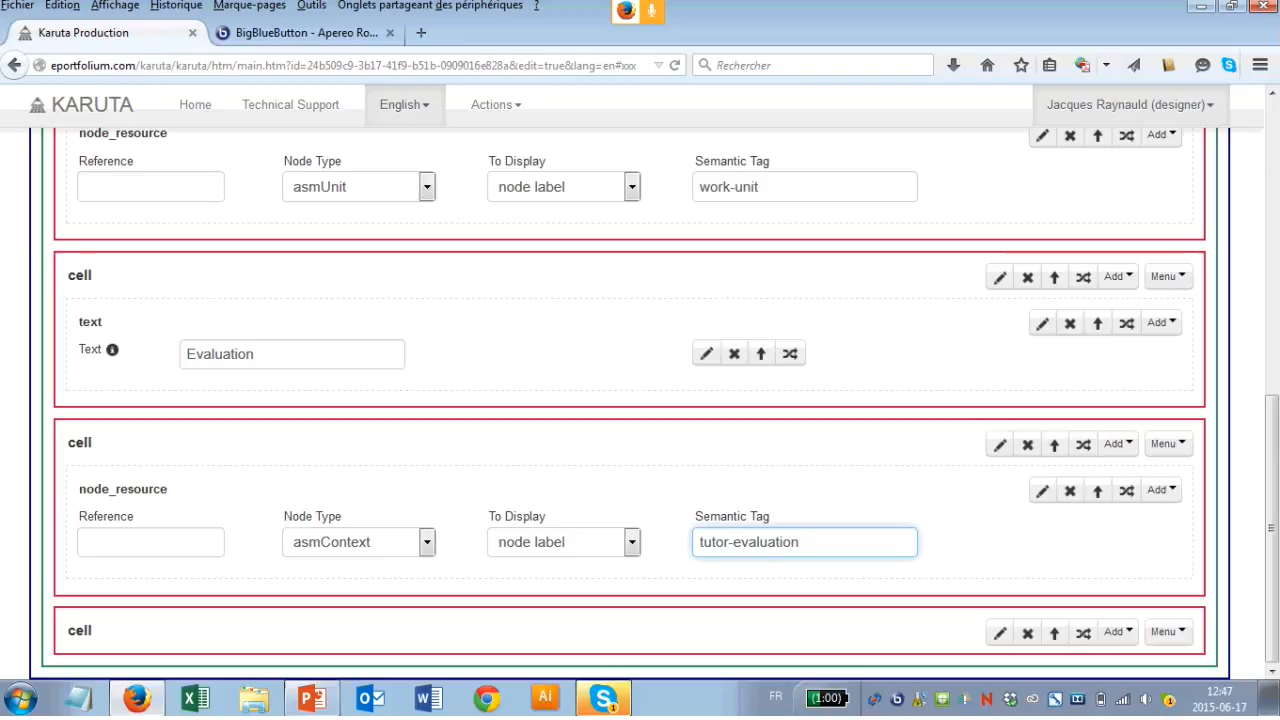 Fichier Edition Affichage Historique Marque-pages Outils Onglets partageant des périphériques ?
Karuta Production
BigBlueButton - Apereo Ro...
eportfolium.com/karuta/karuta/htm/main.htm?id=24b509c9-3b17-41f9-b51b-0909016e828a&edit=true&lang=en#xxx
Rechercher
KARUTA Home Technical Support English Actions Jacques Raynauld (designer)
node_resource Add
Reference Node Type To Display Semantic Tag
asmUnit node label work-unit
cell Add Menu
text Add
Text Evaluation
cell Add Menu
node_resource Add
Reference Node Type To Display Semantic Tag
asmContext node label tutor-evaluation
cell Add Menu
FR (1:00) 12:47
2015-06-17